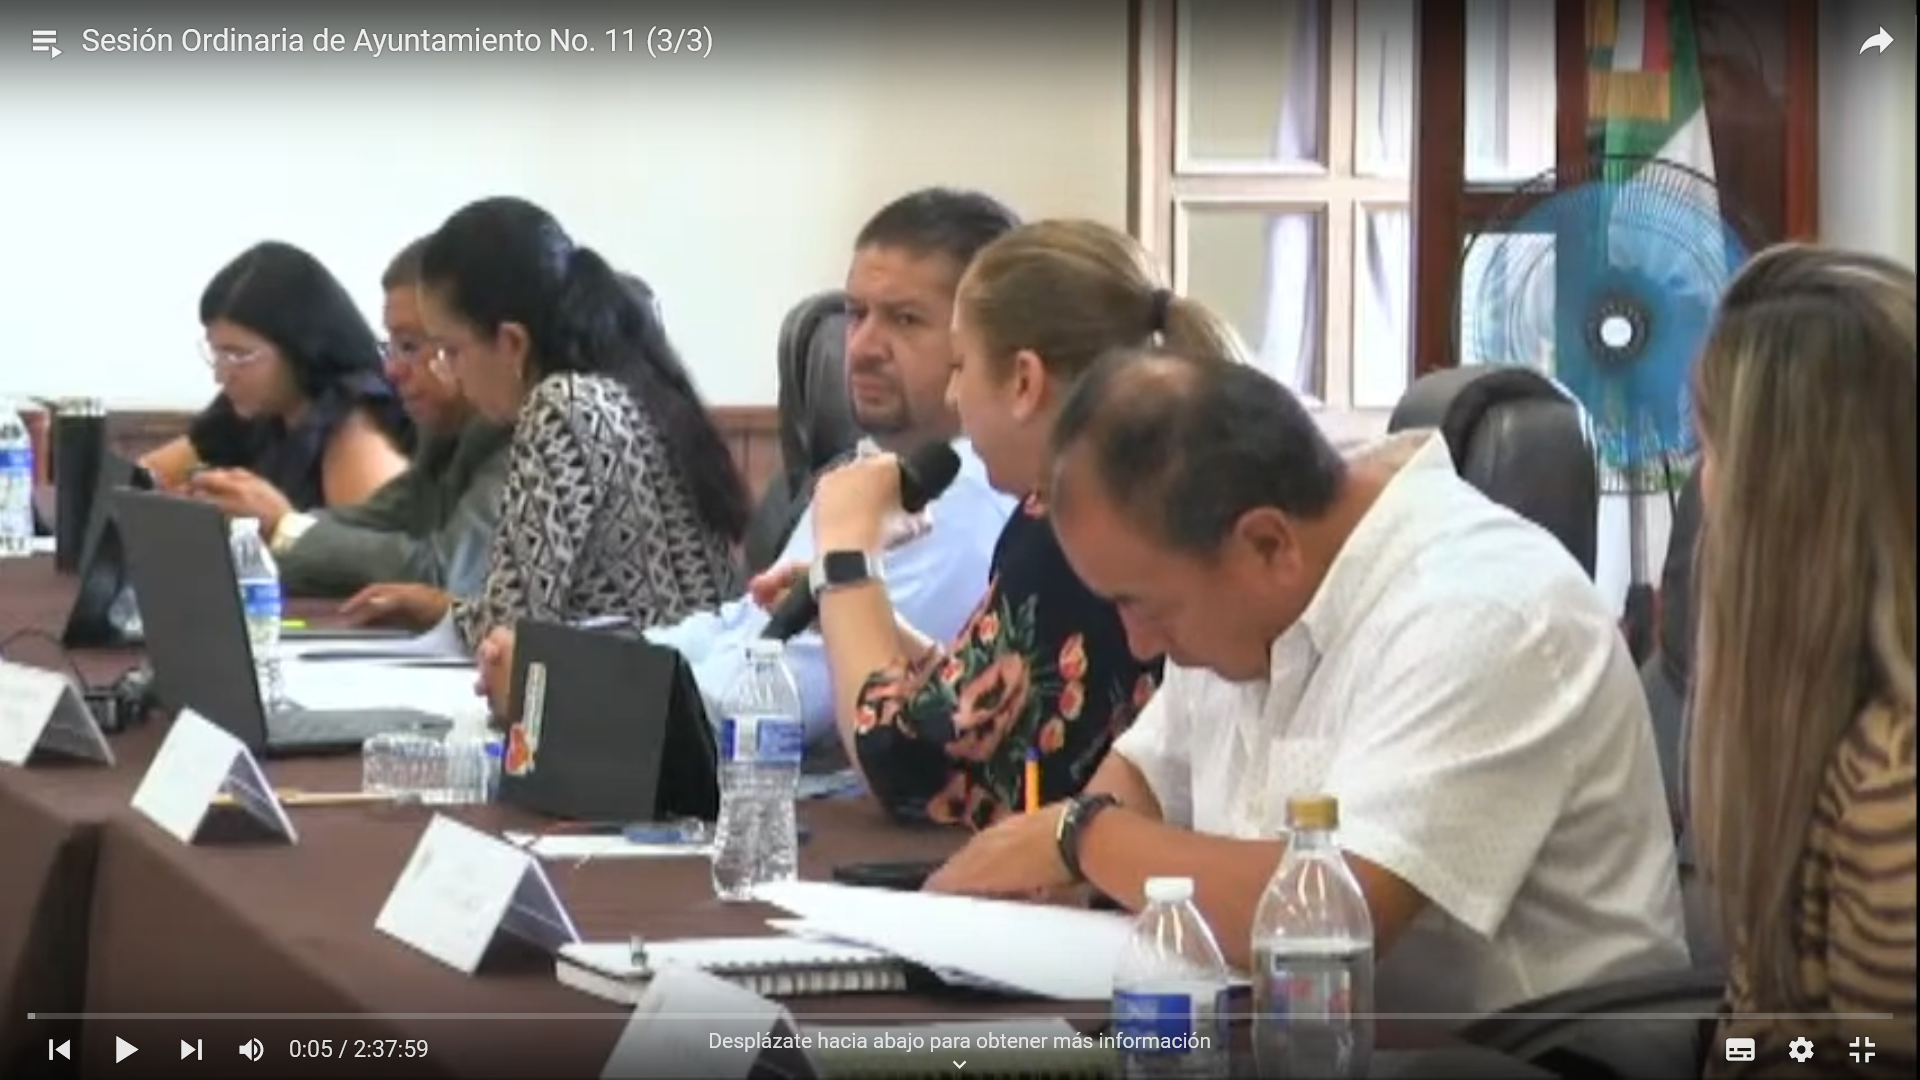 Sesión Ordinaria de Ayuntamiento No. 11 (3/3)
0:05 / 2:37:59
Desplázate hacia abajo para obtener más información